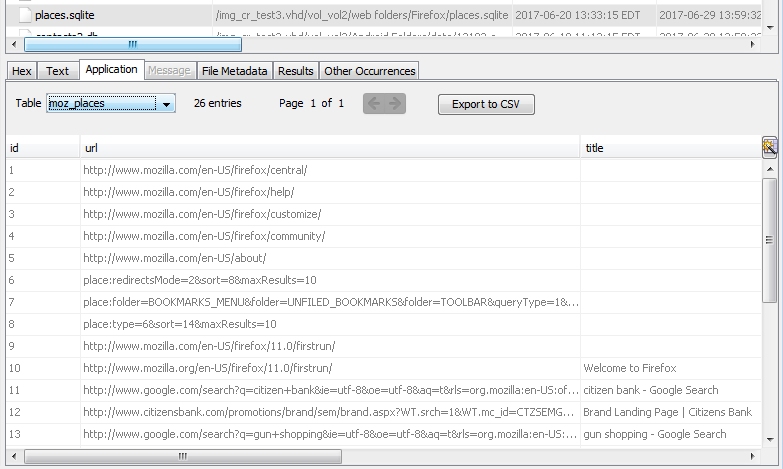 places.sqlite /img_cr_test3.vhd/vol_vol2/web folders/Firefox/places.sqlite 2017-06-20 13:33:15 EDT 2017-06-29 13:59:32
Hex Text Application Message File Metadata Results Other Occurrences
Table moz_places 26 entries Page 1 of 1 Export to CSV
id url title
1 http://www.mozilla.com/en-US/firefox/central/
2 http://www.mozilla.com/en-US/firefox/help/
3 http://www.mozilla.com/en-US/firefox/customize/
4 http://www.mozilla.com/en-US/firefox/community/
5 http://www.mozilla.com/en-US/about/
6 place:redirectsMode=2&sort=8&maxResults=10
7 place:folder=BOOKMARKS_MENU&folder=UNFILED_BOOKMARKS&folder=TOOLBAR&queryType=1&...
8 place:type=6&sort=14&maxResults=10
9 http://www.mozilla.com/en-US/firefox/11.0/firstrun/
10 http://www.mozilla.org/en-US/firefox/11.0/firstrun/ Welcome to Firefox
11 http://www.google.com/search?q=citizen+bank&ie=utf-8&oe=utf-8&aq=t&rls=org.mozilla:en-US:of... citizen bank - Google Search
12 http://www.citizensbank.com/promotions/brand/sem/brand.aspx?WT.srch=1&WT.mc_id=CTZSEMG... Brand Landing Page | Citizens Bank
13 http://www.google.com/search?q=gun+shopping&ie=utf-8&oe=utf-8&aq=t&rls=org.mozilla:en-US:... gun shopping - Google Search